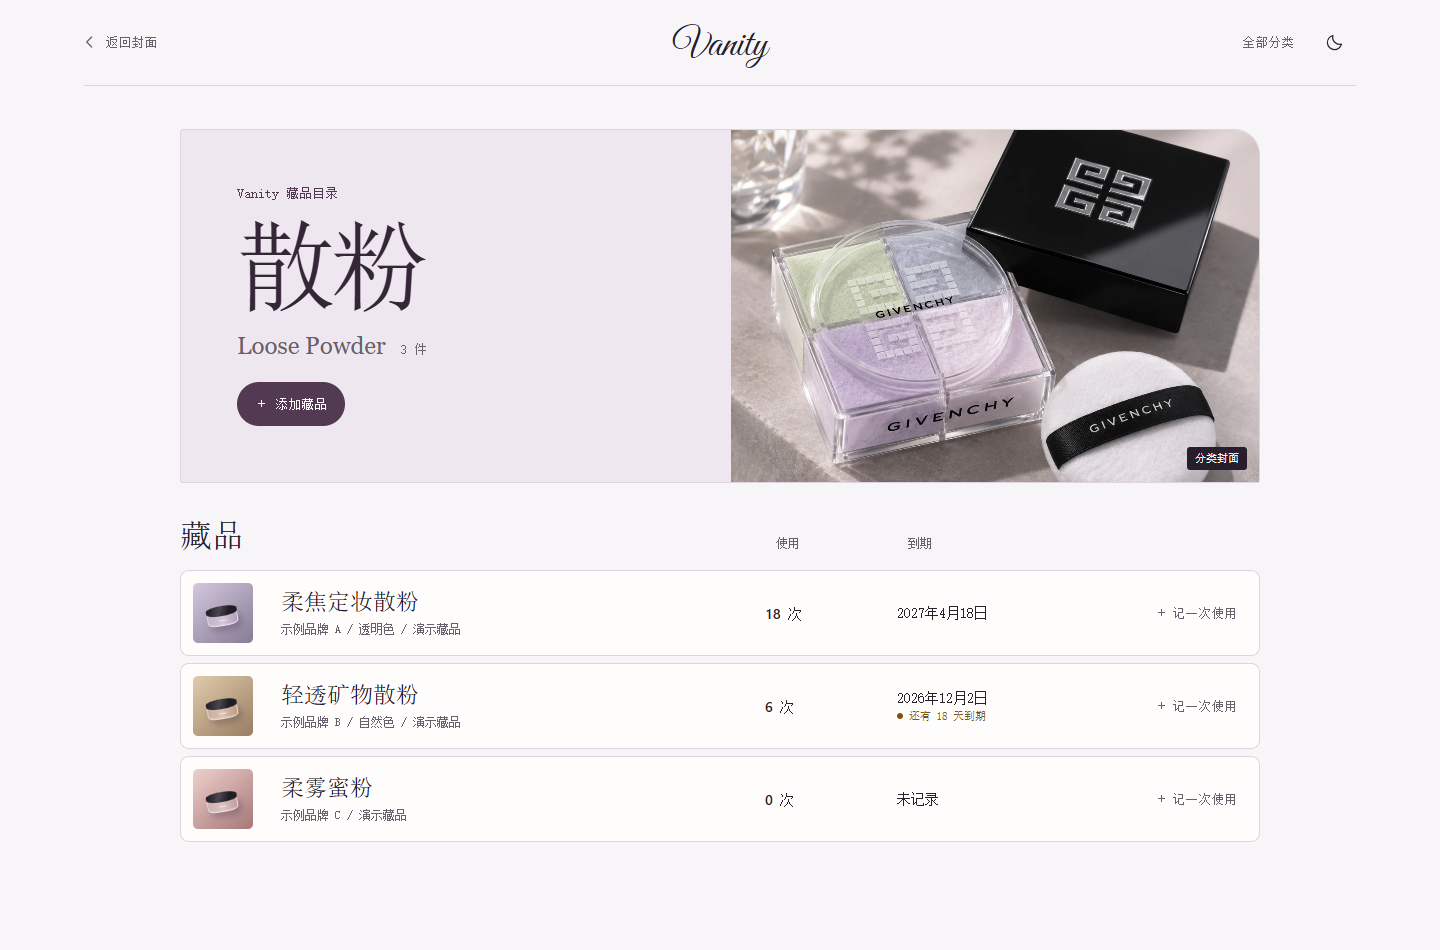 返回封面
Vanity
全部分类
Vanity 藏品目录
散粉
Loose Powder 3 件
+ 添加藏品
GIVENCHY
GIVENCHY
GIVENCHY
分类封面
藏品
使用
到期
柔焦定妆散粉
示例品牌 A / 透明色 / 演示藏品
18 次
2027年4月18日
+ 记一次使用
轻透矿物散粉
示例品牌 B / 自然色 / 演示藏品
6 次
2026年12月2日
还有 18 天到期
+ 记一次使用
柔雾蜜粉
示例品牌 C / 演示藏品
0 次
未记录
+ 记一次使用